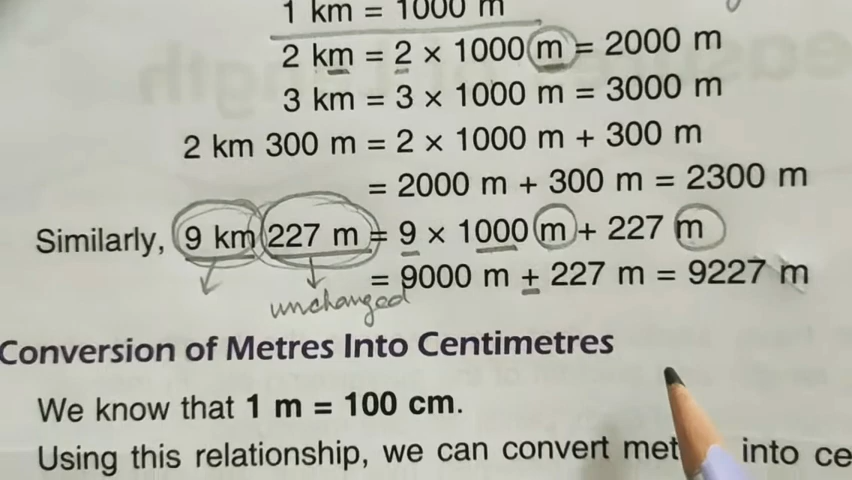 1 km = 1000 m
2 km = 2 × 1000 m = 2000 m
3 km = 3 × 1000 m = 3000 m
2 km 300 m = 2 × 1000 m + 300 m
= 2000 m + 300 m = 2300 m
Similarly, 9 km 227 m = 9 × 1000 m + 227 m
= 9000 m + 227 m = 9227 m
unchanged
Conversion of Metres Into Centimetres
We know that 1 m = 100 cm.
Using this relationship, we can convert met into ce